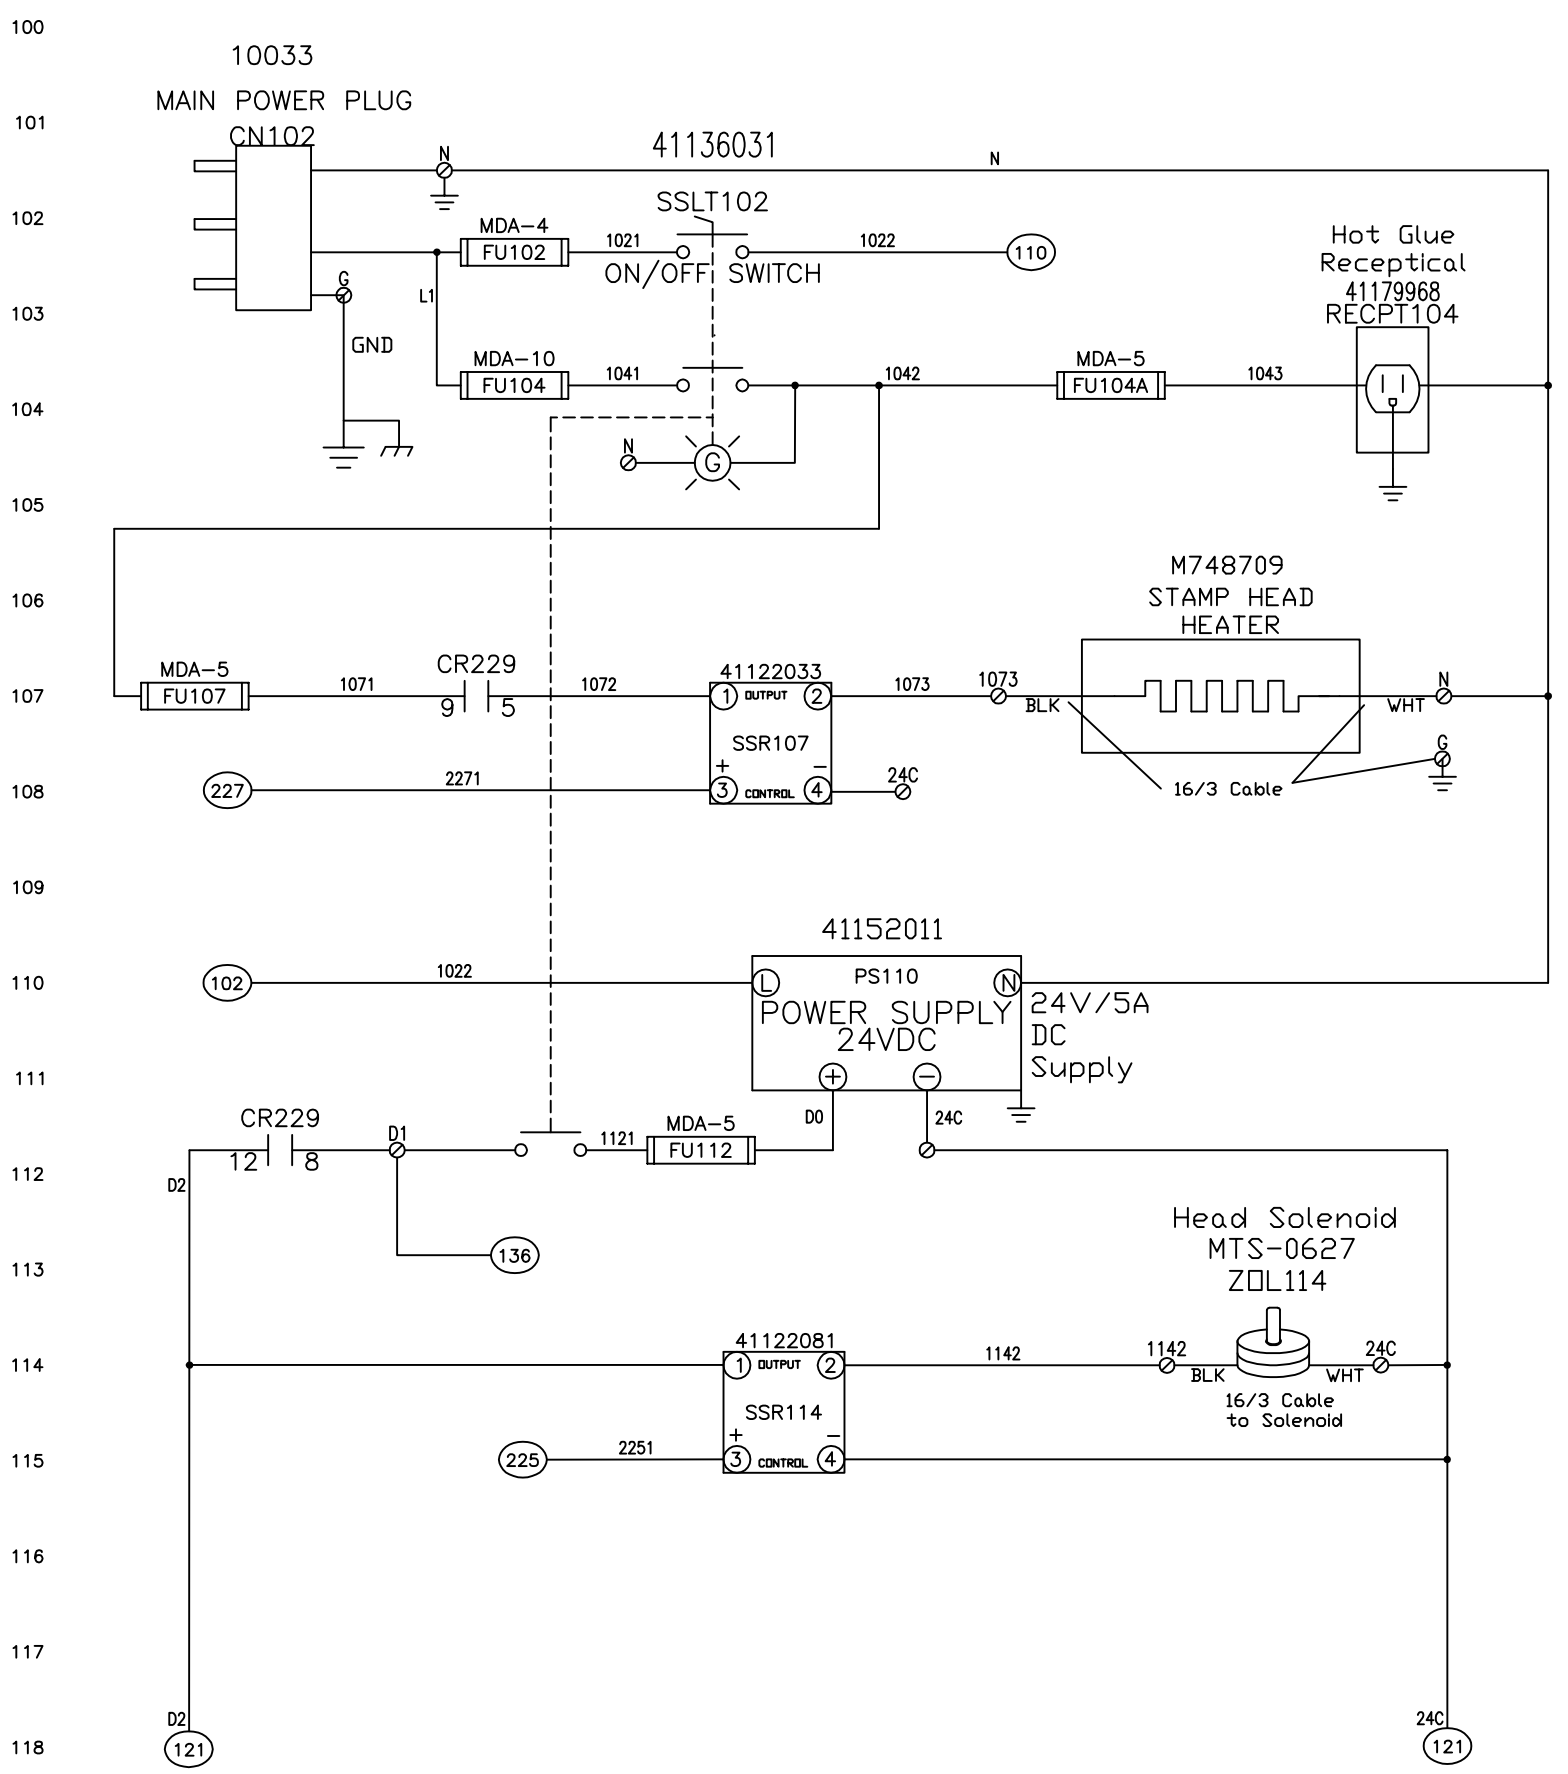 100
10033
MAIN POWER PLUG
101
CN102
41136031
N
N
102
SSLT102
MDA-4
FU102
1021
1022
110
ON/OFF SWITCH
Hot Glue
Receptical
41179968
RECPT104
G
L1
103
GND
MDA-10
FU104
1041
1042
MDA-5
FU104A
1043
104
N
G
105
M748709
STAMP HEAD
HEATER
106
MDA-5
FU107
1071
CR229
9
5
1072
41122033
1
OUTPUT
2
1073
1073
BLK
WHT
N
107
SSR107
G
+
-
227
2271
3
CONTROL
4
24C
16/3 Cable
108
109
41152011
110
102
1022
L
PS110
N
POWER SUPPLY
24VDC
24V/5A
DC
Supply
111
+
-
CR229
12
8
D1
1121
MDA-5
FU112
D0
24C
112
D2
113
136
Head Solenoid
MTS-0627
ZOL114
114
41122081
1
OUTPUT
2
1142
1142
BLK
WHT
24C
16/3 Cable
to Solenoid
SSR114
+
-
115
225
2251
3
CONTROL
4
116
117
D2
24C
118
121
121